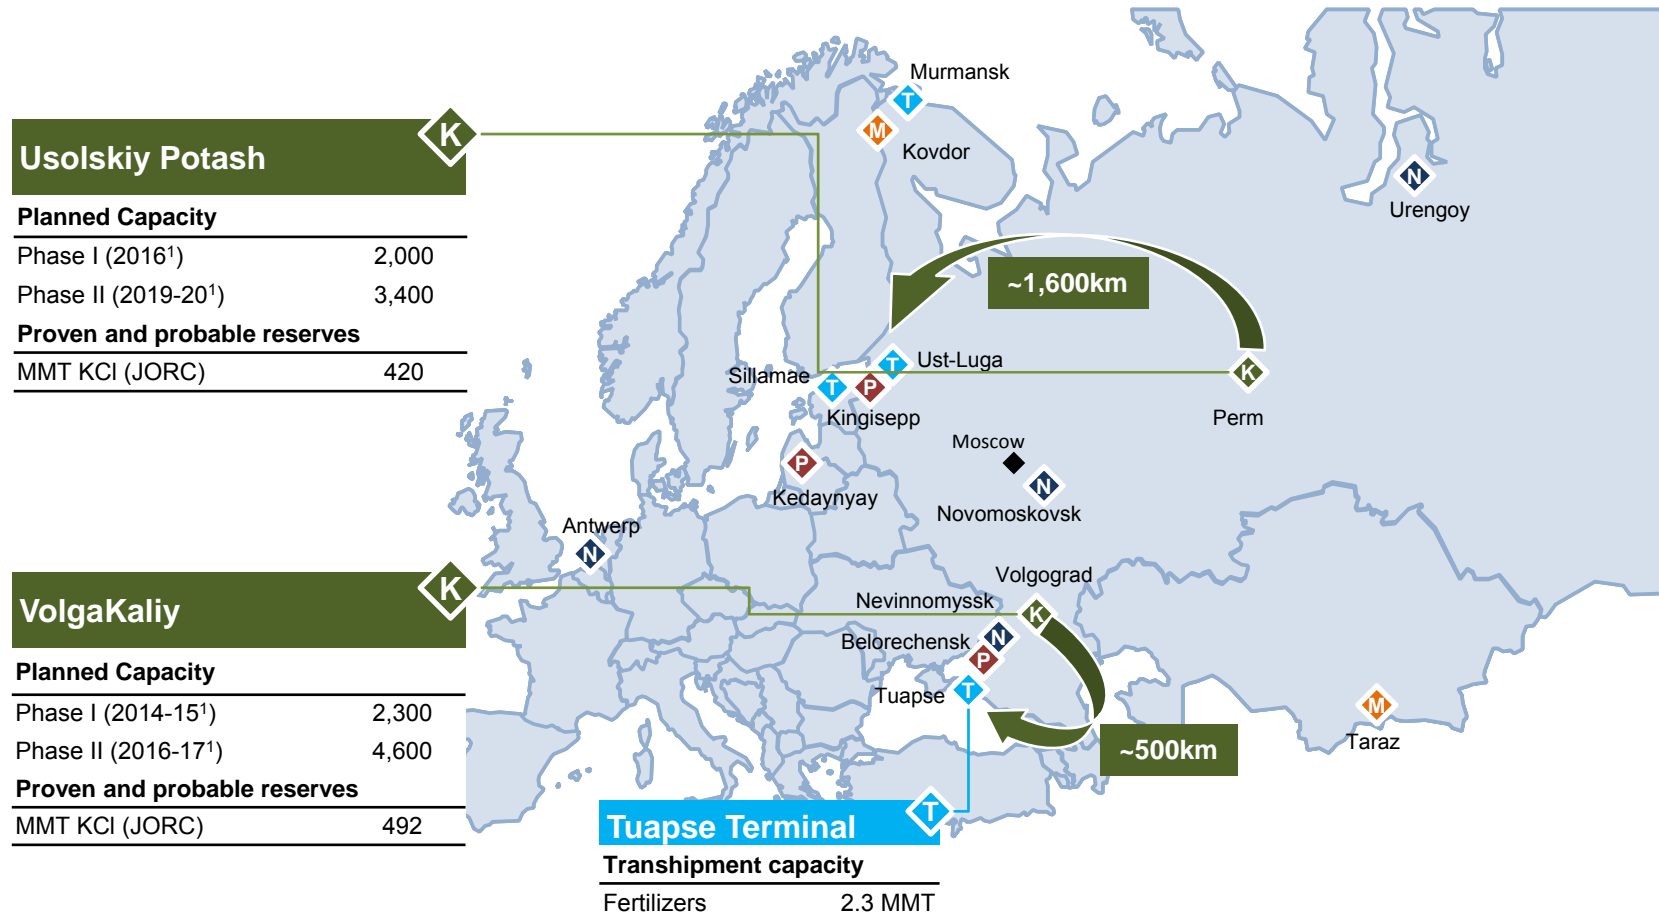 Usolskiy Potash
K
Planned Capacity
Phase I (2016¹) 2,000
Phase II (2019-20¹) 3,400
Proven and probable reserves
MMT KCl (JORC) 420
VolgaKaliy
K
Planned Capacity
Phase I (2014-15¹) 2,300
Phase II (2016-17¹) 4,600
Proven and probable reserves
MMT KCl (JORC) 492
Murmansk
T
M
Kovdor
N
Urengoy
~1,600km
Ust-Luga
T
Sillamae
T
P
Kingisepp
K
Perm
Moscow
P
Kedaynyay
N
Novomoskovsk
Antwerp
N
Volgograd
K
Nevinnomyssk
N
Belorechensk
P
Tuapse
T
~500km
M
Taraz
Tuapse Terminal
T
Transhipment capacity
Fertilizers 2.3 MMT